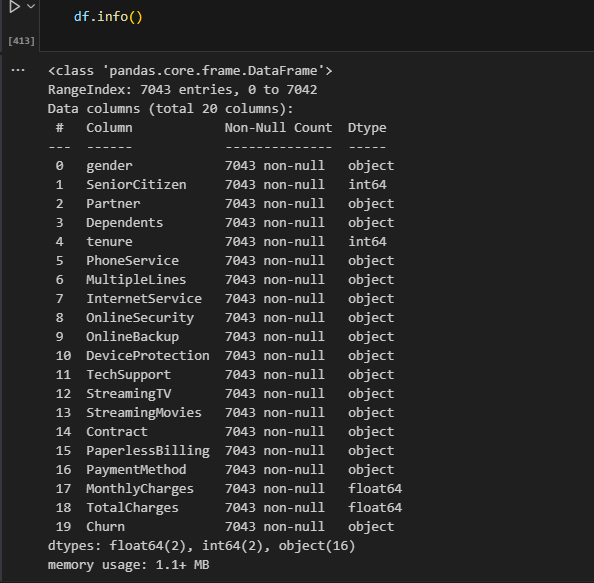 df.info()
[413]
...
<class 'pandas.core.frame.DataFrame'>
RangeIndex: 7043 entries, 0 to 7042
Data columns (total 20 columns):
 #   Column            Non-Null Count  Dtype
---  ------            --------------  -----
 0   gender            7043 non-null   object
 1   SeniorCitizen     7043 non-null   int64
 2   Partner           7043 non-null   object
 3   Dependents        7043 non-null   object
 4   tenure            7043 non-null   int64
 5   PhoneService      7043 non-null   object
 6   MultipleLines     7043 non-null   object
 7   InternetService   7043 non-null   object
 8   OnlineSecurity    7043 non-null   object
 9   OnlineBackup      7043 non-null   object
 10  DeviceProtection  7043 non-null   object
 11  TechSupport       7043 non-null   object
 12  StreamingTV       7043 non-null   object
 13  StreamingMovies   7043 non-null   object
 14  Contract          7043 non-null   object
 15  PaperlessBilling  7043 non-null   object
 16  PaymentMethod     7043 non-null   object
 17  MonthlyCharges    7043 non-null   float64
 18  TotalCharges      7043 non-null   float64
 19  Churn             7043 non-null   object
dtypes: float64(2), int64(2), object(16)
memory usage: 1.1+ MB